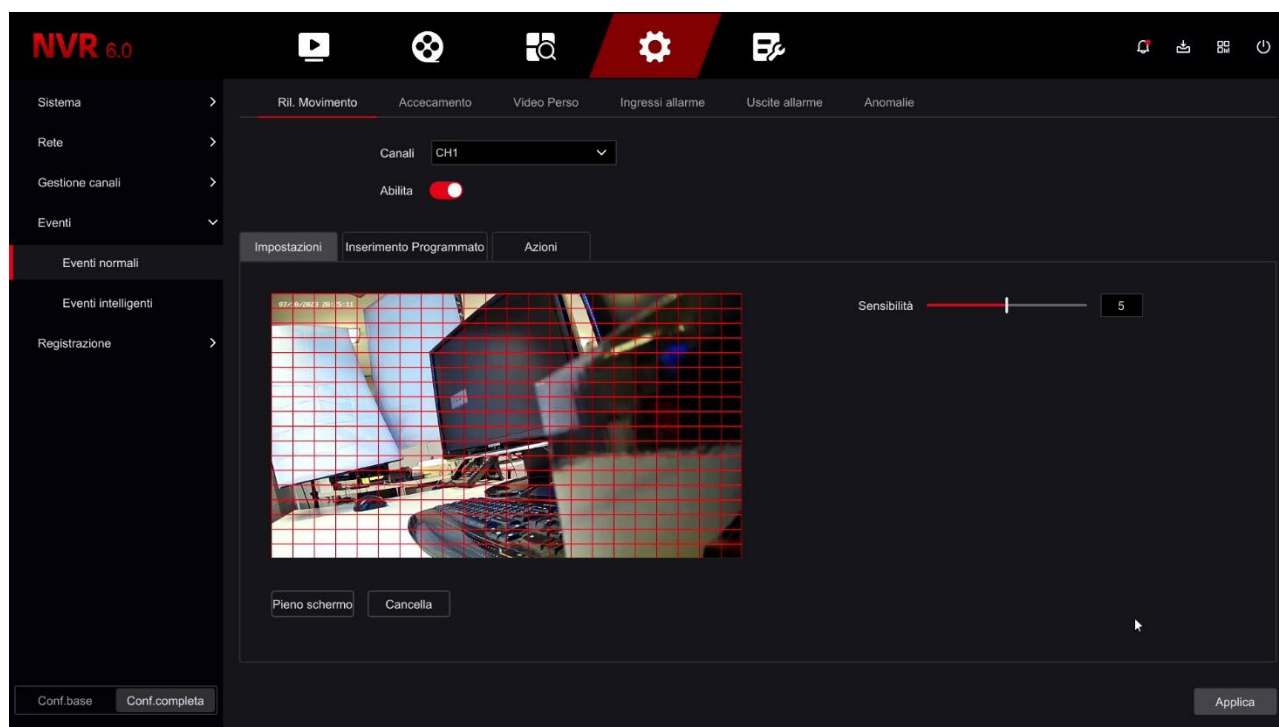 NVR 6.0
Sistema
Rete
Gestione canali
Eventi
Eventi normali
Eventi intelligenti
Registrazione
Conf.base Conf.completa
Ril. Movimento Accecamento Video Perso Ingressi allarme Uscite allarme Anomalie
Canali CH1
Abilita
Impostazioni Inserimento Programmato Azioni
Sensibilità 5
Pieno schermo Cancella
Applica